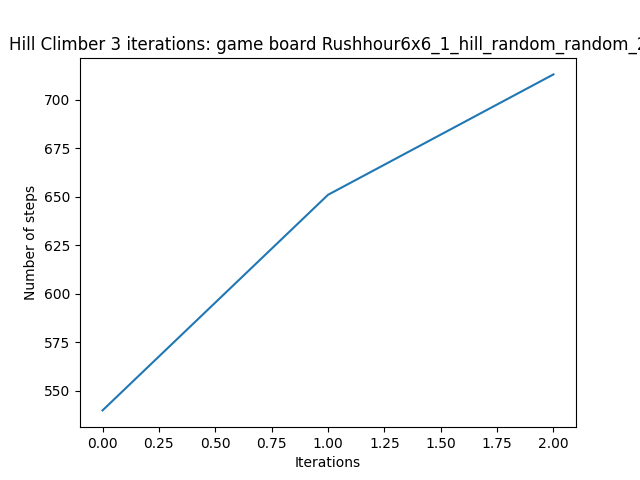 Hill Climber 3 iterations: game board Rushhour6x6_1_hill_random_random_2
700
675
650
625
600
575
550
Number of steps
0.00 0.25 0.50 0.75 1.00 1.25 1.50 1.75 2.00
Iterations